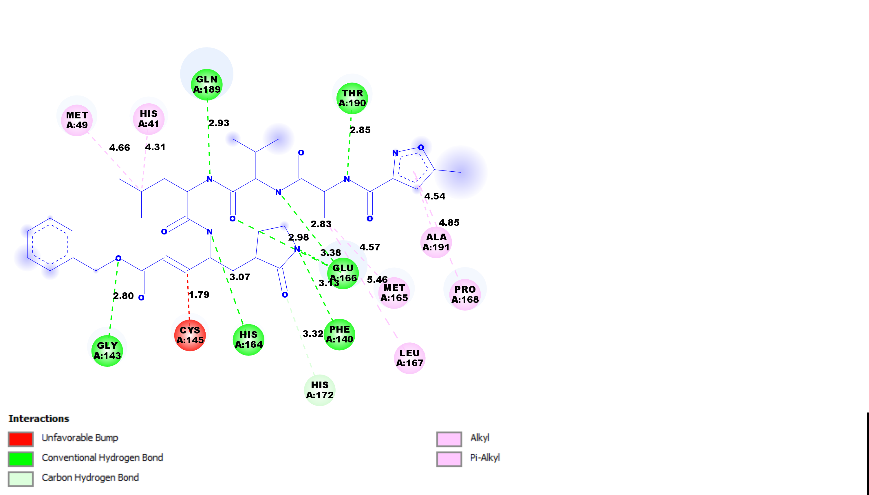 GLN
A:189
THR
A:190
MET
A:49
HIS
A:41
2.93
2.85
4.66
4.31
N
O
O
N
N
N
4.54
O
O
O
N
2.83
4.85
ALA
A:191
2.98
N
4.57
3.38
O
GLU
A:166
5.46
3.07
3.13
MET
A:165
PRO
A:168
2.80
O
1.79
O
CYS
A:145
HIS
A:164
3.32
PHE
A:140
GLY
A:143
LEU
A:167
HIS
A:172
Interactions
Unfavorable Bump
Conventional Hydrogen Bond
Carbon Hydrogen Bond
Alkyl
Pi-Alkyl